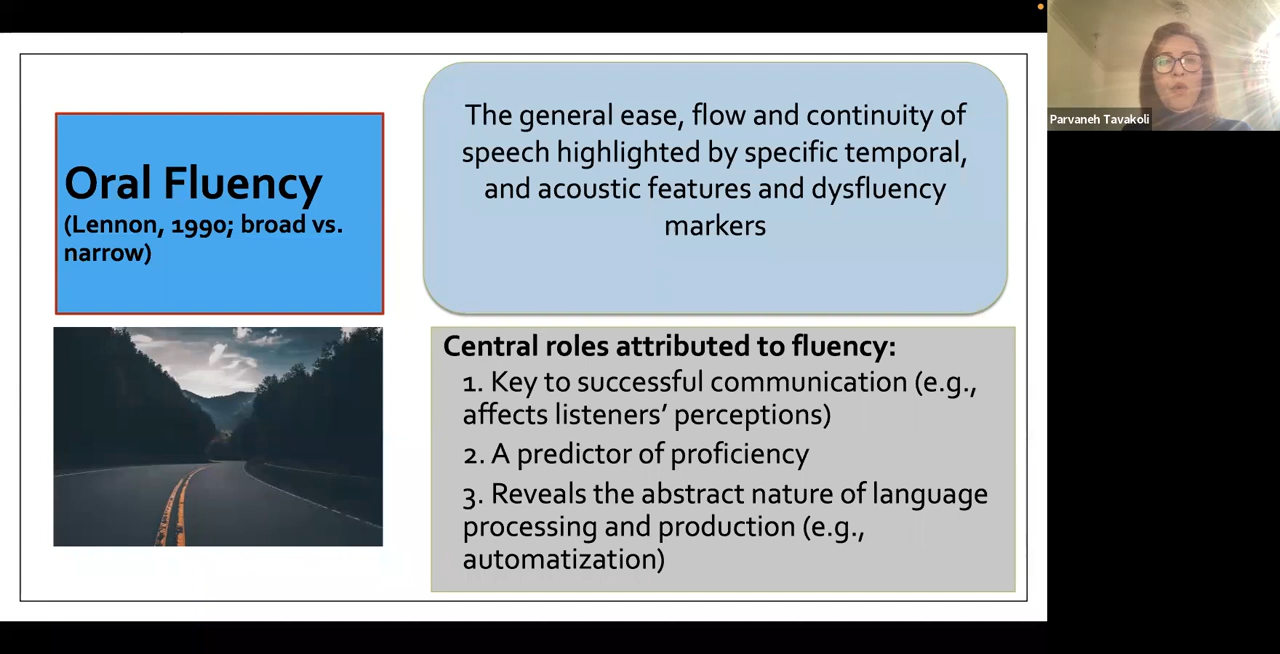 Oral Fluency
(Lennon, 1990; broad vs.
narrow)
The general ease, flow and continuity of
speech highlighted by specific temporal,
and acoustic features and dysfluency
markers
Central roles attributed to fluency:
1. Key to successful communication (e.g.,
affects listeners’ perceptions)
2. A predictor of proficiency
3. Reveals the abstract nature of language
processing and production (e.g.,
automatization)
Parvaneh Tavakoli